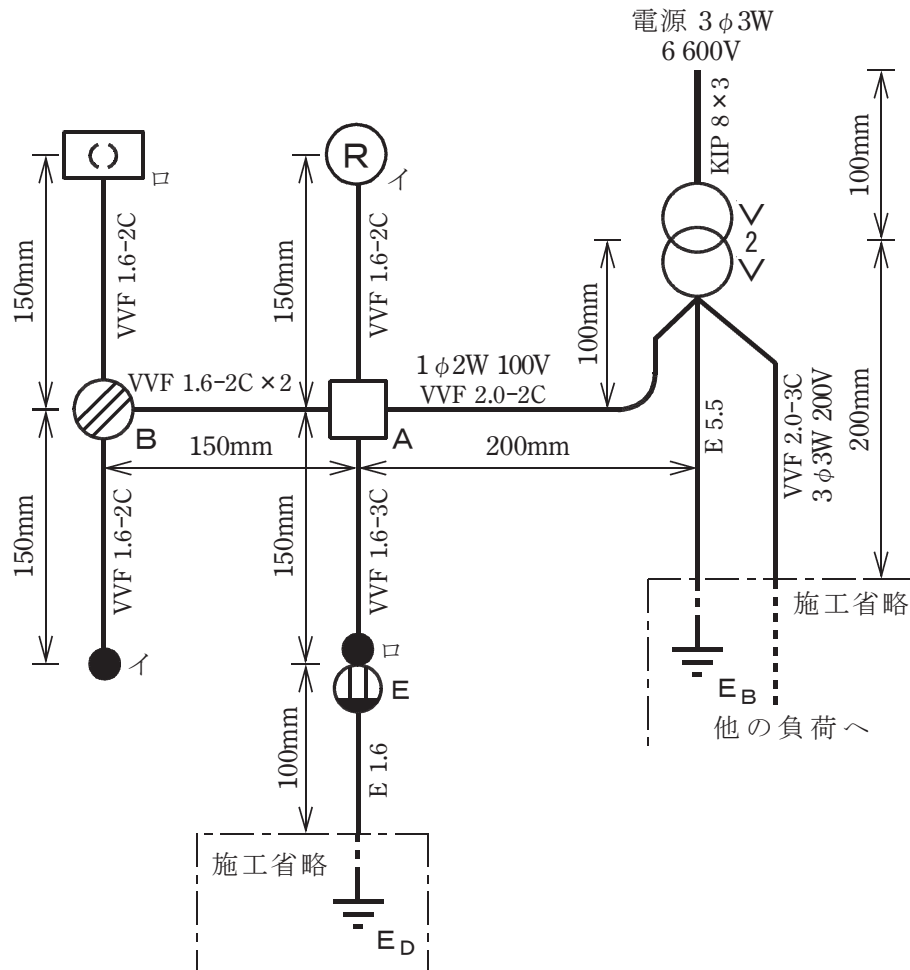 電源 3φ3W
6 600V
KIP 8×3
100mm
R
イ
ロ
150mm
VVF 1.6-2C
150mm
VVF 1.6-2C
2
100mm
200mm
VVF 1.6-2C×2
1φ2W 100V
VVF 2.0-2C
B
A
150mm
200mm
E 5.5
VVF 2.0-3C
3φ3W 200V
150mm
VVF 1.6-2C
150mm
VVF 1.6-3C
イ
ロ
E
施工省略
EB
他の負荷へ
100mm
E 1.6
施工省略
ED